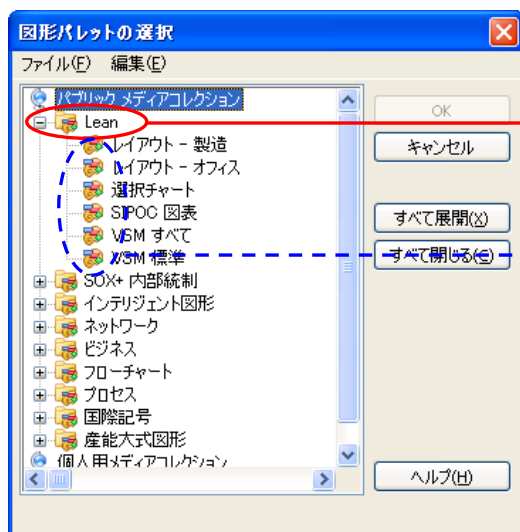 図形パレットの選択
ファイル(F) 編集(E)
パブリック メディアコレクション
Lean
レイアウト - 製造
レイアウト - オフィス
選択チャート
SIPOC 図表
VSM すべて
VSM 標準
SOX+ 内部統制
インテリジェント図形
ネットワーク
ビジネス
フローチャート
プロセス
国際記号
産能大式図形
個人用メディアコレクション
OK
キャンセル
すべて展開(X)
すべて閉じる(C)
ヘルプ(H)